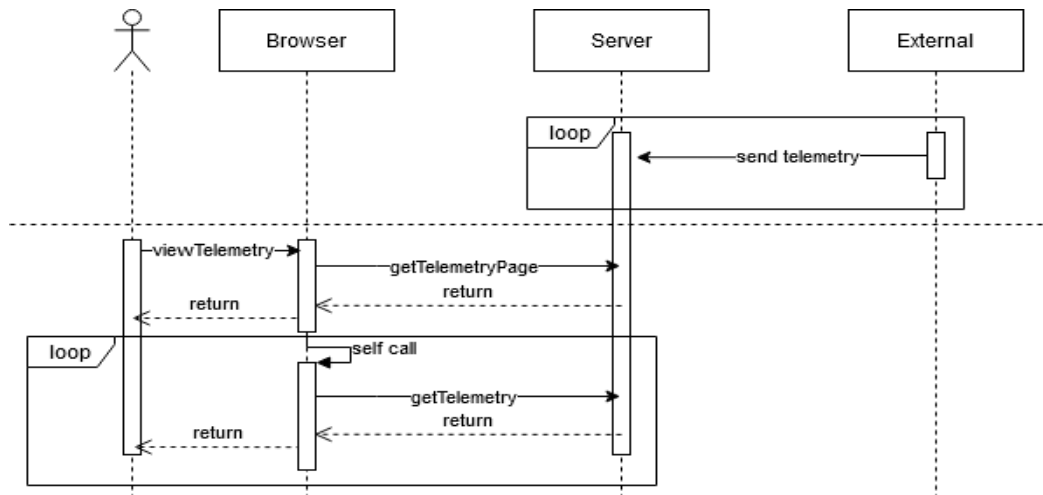 Browser
Server
External
loop
send telemetry
viewTelemetry
getTelemetryPage
return
return
loop
self call
getTelemetry
return
return